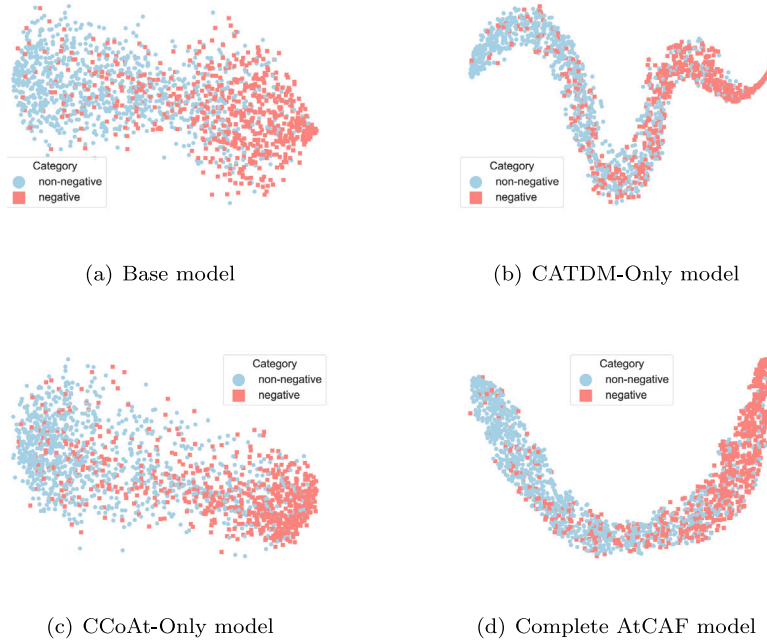 Category
non-negative
negative
(a) Base model
Category
non-negative
negative
(b) CATDM-Only model
Category
non-negative
negative
(c) CCoAt-Only model
Category
non-negative
negative
(d) Complete AtCAF model